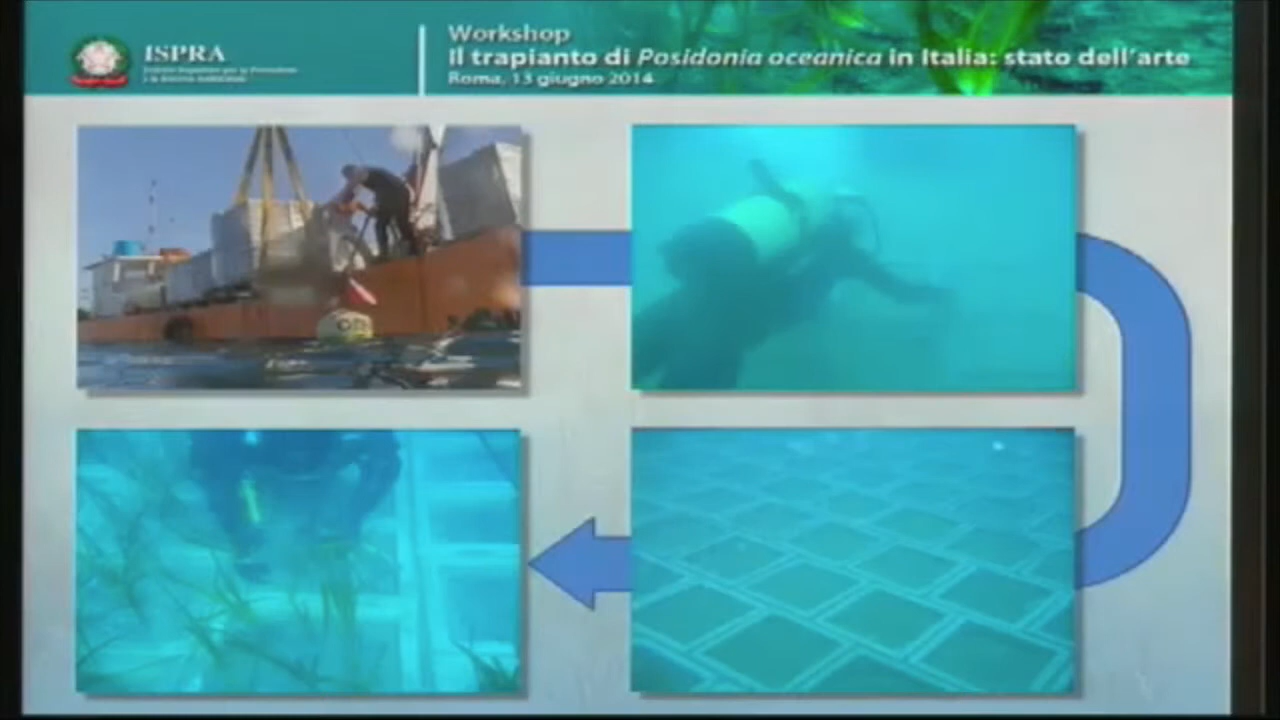 ISPRA
Workshop
Il trapianto di Posidonia oceanica in Italia: stato dell'arte
Roma, 13 giugno 2014